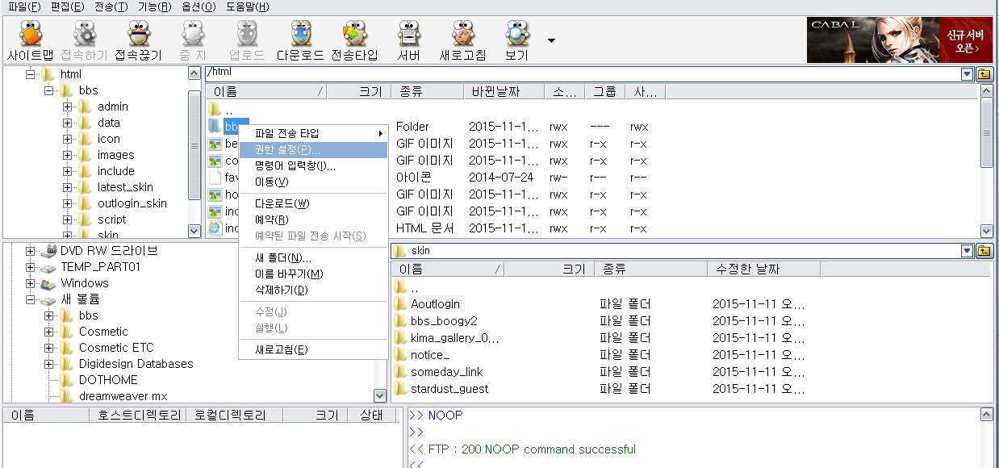 파일(F) 편집(E) 전송(T) 기능(R) 옵션(O) 도움말(H)
사이트맵 접속하기 접속끊기 중 지 업로드 다운로드 전송타입 서버 새로고침 보기
CABAL
신규 서버
오픈>
html
bbs
admin
data
icon
images
include
latest_skin
outlogin_skin
script
skin
/html
이름 / 크기 종류 바뀐날짜 소... 그룹 사...
..
bb Folder 2015-11-1... rwx --- rwx
be GIF 이미지 2015-11-1... rwx r-x r-x
co GIF 이미지 2015-11-1... rwx r-x r-x
fav 아이콘 2014-07-24 rw- r-- r--
ho GIF 이미지 2015-11-1... rwx r-x r-x
inc GIF 이미지 2015-11-1... rwx r-x r-x
inc HTML 문서 2015-11-1... rwx r-x r-x
파일 전송 타입
권한 설정(P)...
명령어 입력창(I)...
이동(V)
다운로드(W)
예약(R)
예약된 파일 전송 시작(S)
새 폴더(N)...
이름 바꾸기(M)
삭제하기(D)
수정(J)
실행(L)
새로고침(E)
DVD RW 드라이브
TEMP_PART01
Windows
새 볼륨
bbs
Cosmetic
Cosmetic ETC
Digidesign Databases
DOTHOME
dreamweaver mx
skin
이름 / 크기 종류 수정한 날짜
..
Aoutlogin 파일 폴더 2015-11-11 오...
bbs_boogy2 파일 폴더 2015-11-11 오...
kima_gallery_0... 파일 폴더 2015-11-11 오...
notice_ 파일 폴더 2015-11-11 오...
someday_link 파일 폴더 2015-11-11 오...
stardust_guest 파일 폴더 2015-11-11 오...
이름 호스트디렉토리 로컬디렉토리 크기 상태
>> NOOP
>>
<< FTP : 200 NOOP command successful
<<